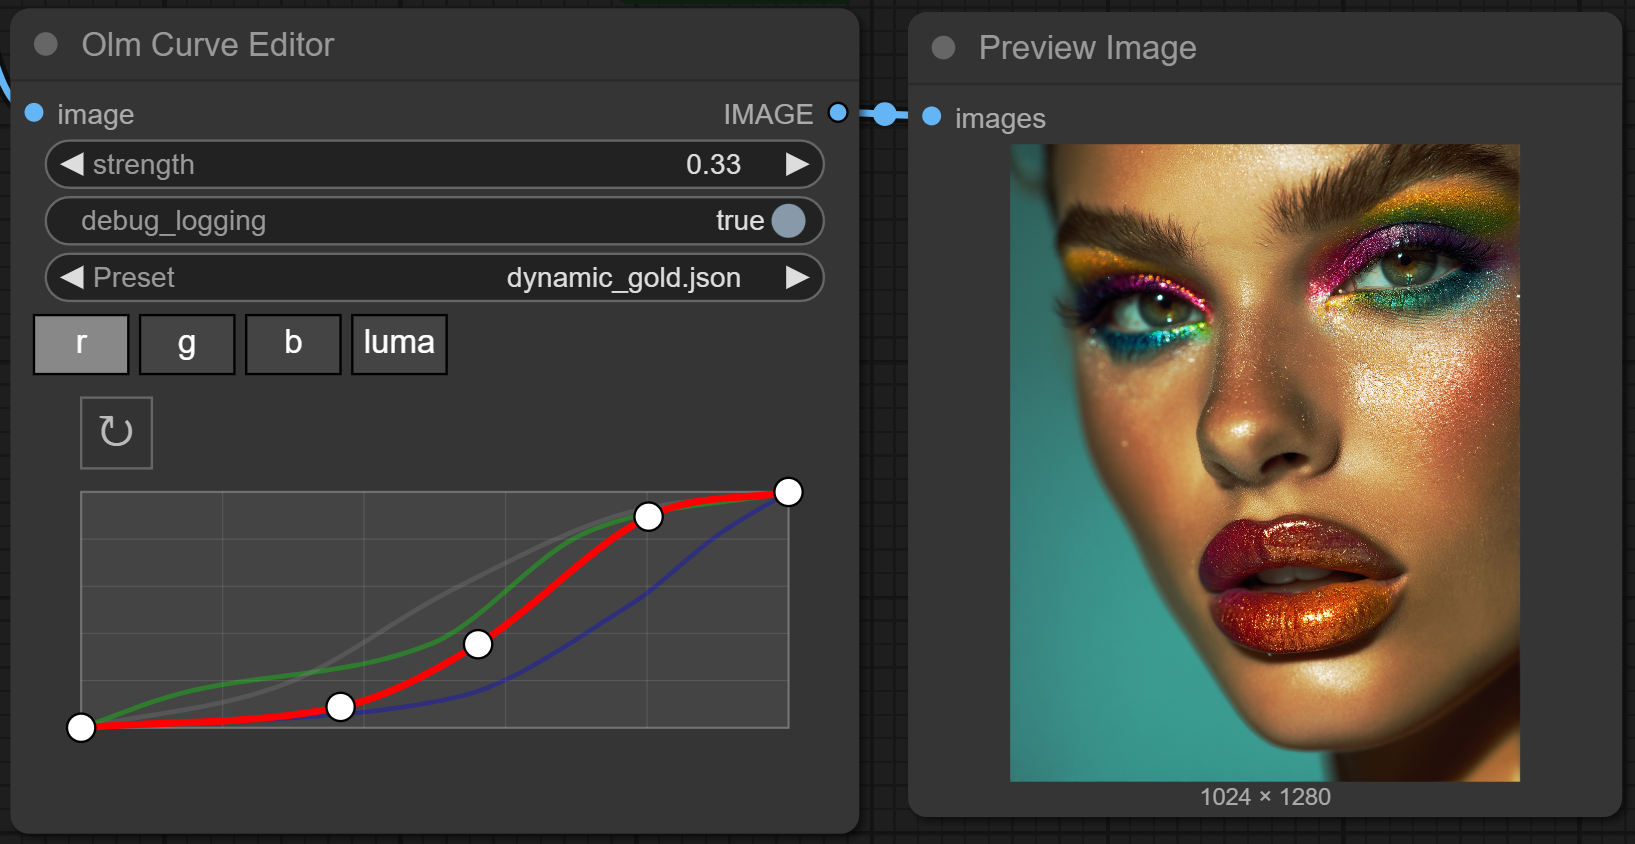 Olm Curve Editor
image
IMAGE
strength
0.33
debug_logging
true
Preset
dynamic_gold.json
r
g
b
luma
Preview Image
images
1024 × 1280